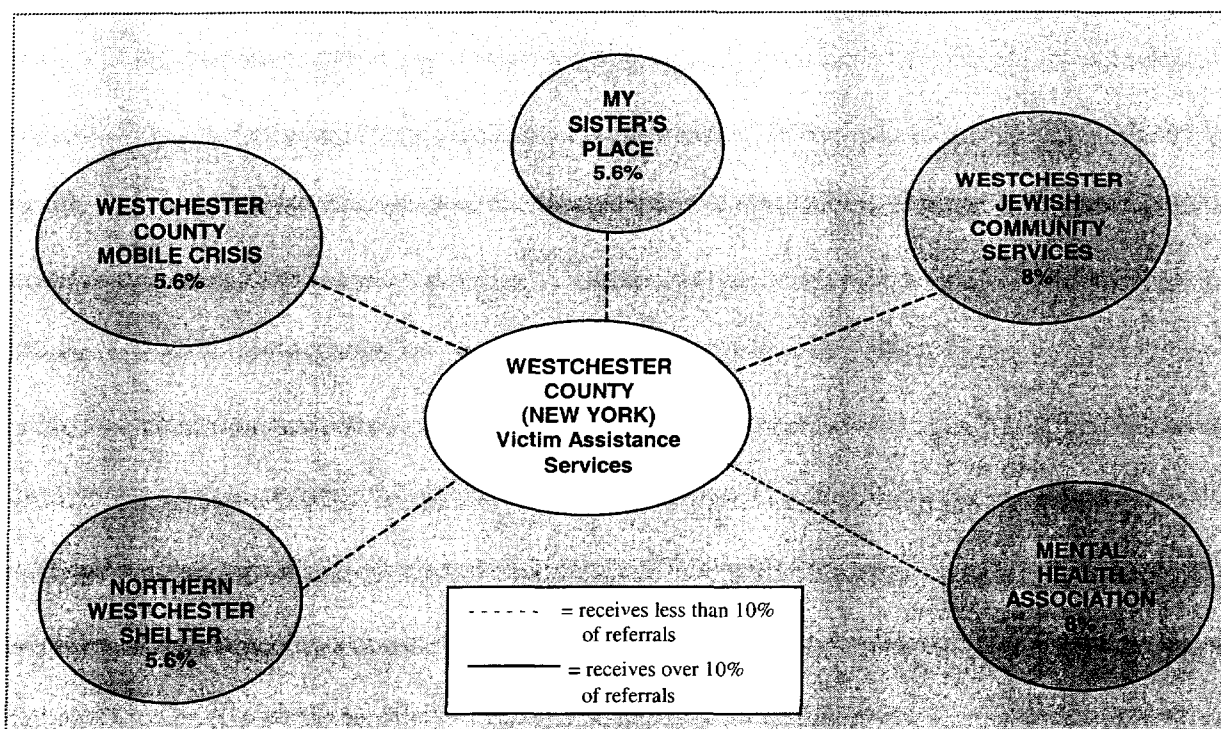 MY
SISTER'S
PLACE
5.6%
WESTCHESTER
COUNTY
MOBILE CRISIS
5.6%
WESTCHESTER
JEWISH
COMMUNITY
SERVICES
8%
WESTCHESTER
COUNTY
(NEW YORK)
Victim Assistance
Services
NORTHERN
WESTCHESTER
SHELTER
5.6%
MENTAL
HEALTH
ASSOCIATION
= receives less than 10%
of referrals
= receives over 10%
of referrals